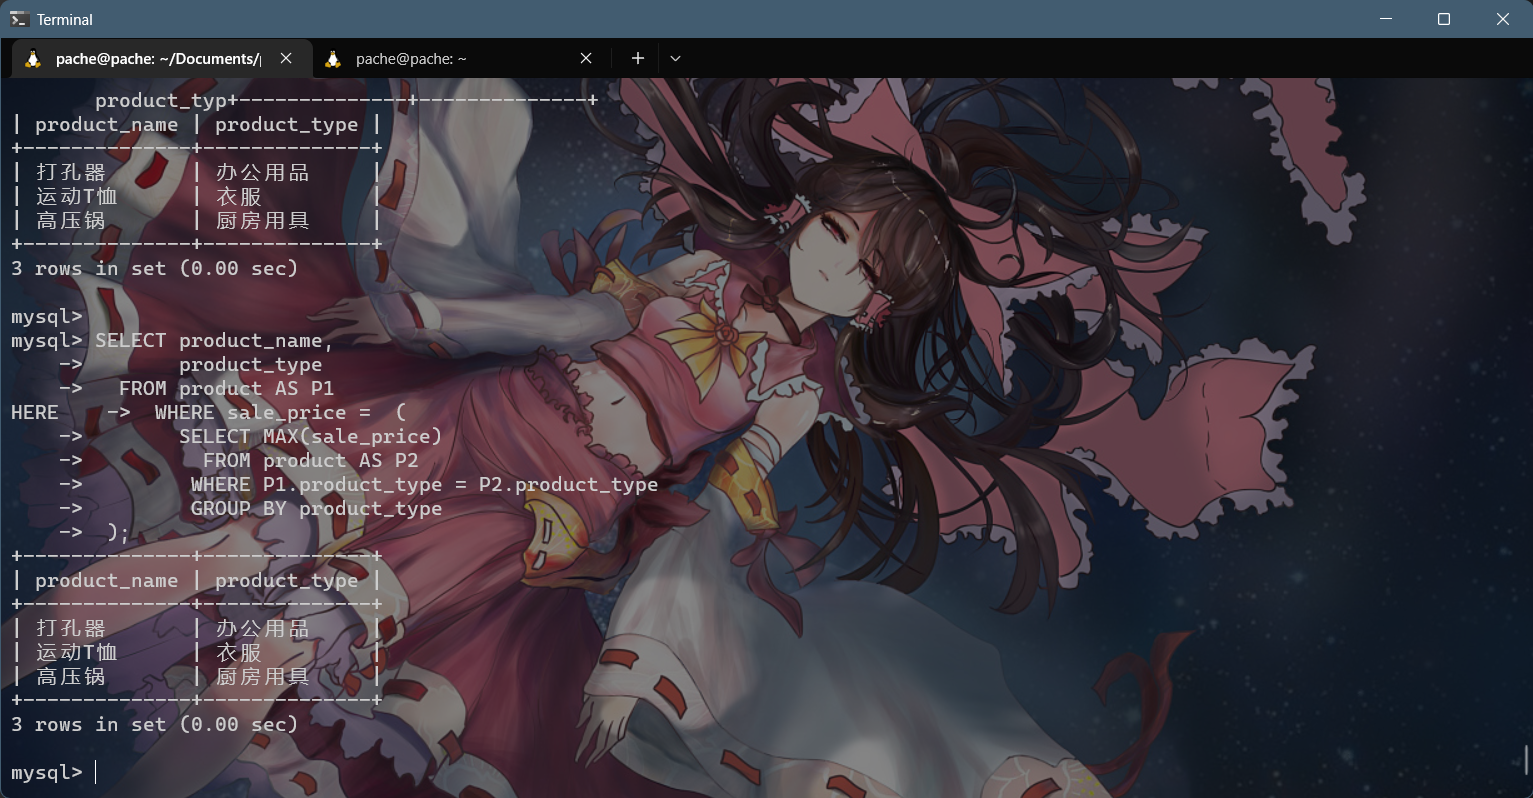 Terminal
pache@pache: ~/Documents/p
pache@pache: ~
product_typ+--------------+--------------+
| product_name | product_type |
+--------------+--------------+
| 打孔器 | 办公用品 |
| 运动T恤 | 衣服 |
| 高压锅 | 厨房用具 |
+--------------+--------------+
3 rows in set (0.00 sec)
mysql>
mysql> SELECT product_name,
-> product_type
-> FROM product AS P1
HERE -> WHERE sale_price = (
-> SELECT MAX(sale_price)
-> FROM product AS P2
-> WHERE P1.product_type = P2.product_type
-> GROUP BY product_type
-> );
+--------------+--------------+
| product_name | product_type |
+--------------+--------------+
| 打孔器 | 办公用品 |
| 运动T恤 | 衣服 |
| 高压锅 | 厨房用具 |
+--------------+--------------+
3 rows in set (0.00 sec)
mysql>